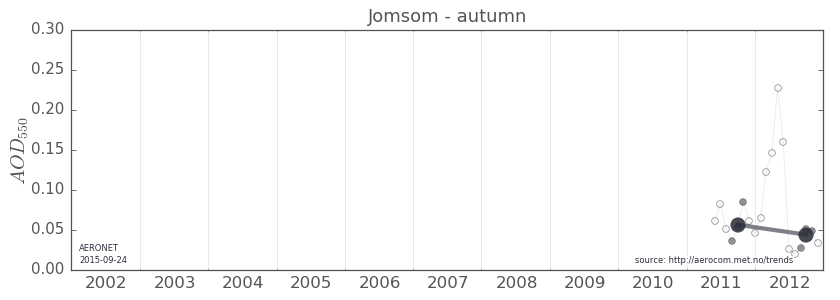 Jomsom - autumn
0.30
0.25
0.20
0.15
0.10
0.05
0.00
AOD550
AERONET
2015-09-24
source: http://aerocom.met.no/trends
2002 2003 2004 2005 2006 2007 2008 2009 2010 2011 2012